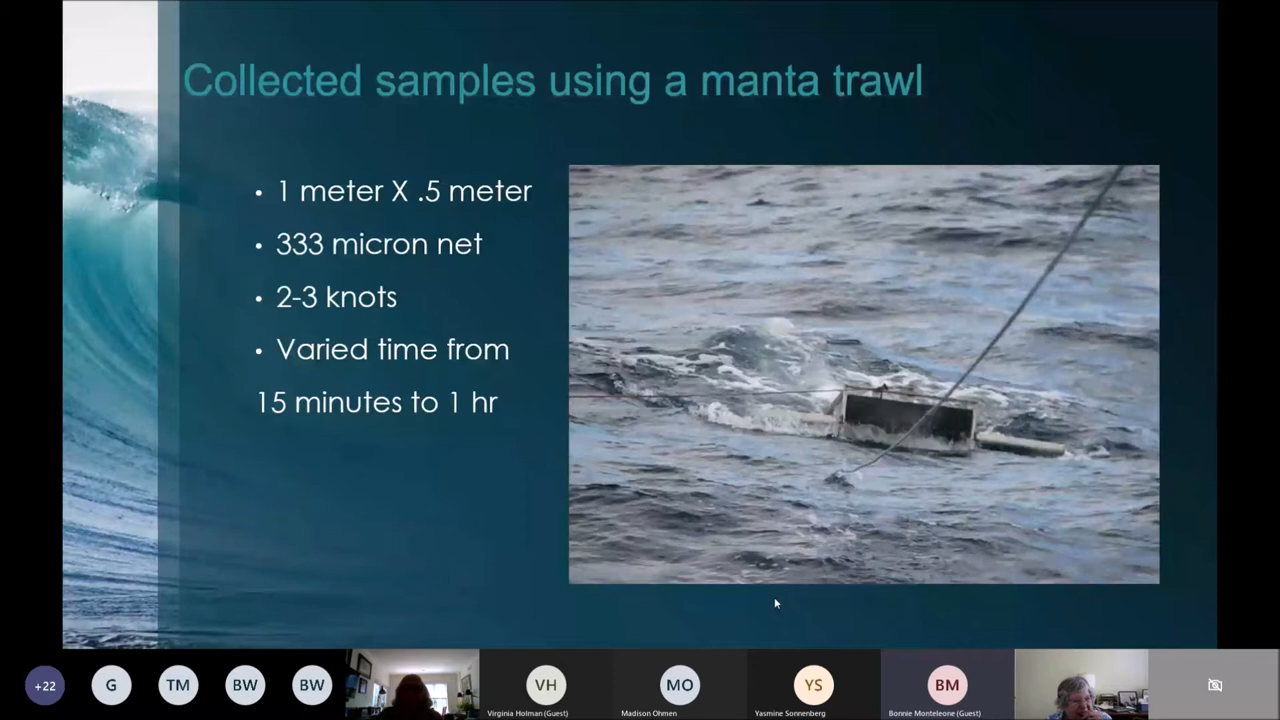 Collected samples using a manta trawl
• 1 meter X .5 meter
• 333 micron net
• 2-3 knots
• Varied time from
15 minutes to 1 hr
+22
G
TM
BW
BW
VH
Virginia Holman (Guest)
MO
Madison Ohmen
YS
Yasmine Sonnenberg
BM
Bonnie Monteleone (Guest)